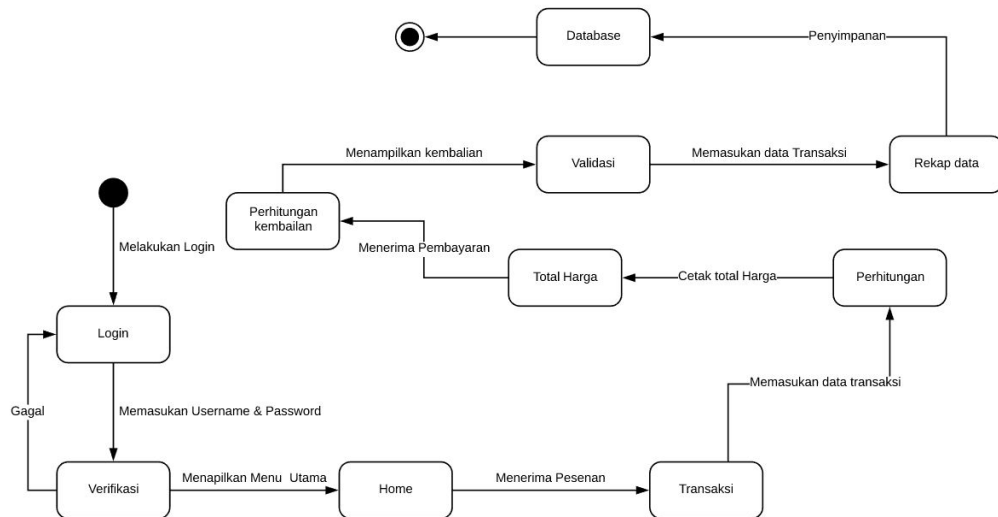 Database
Penyimpanan
Menampilkan kembalian
Validasi
Memasukan data Transaksi
Rekap data
Perhitungan
kembailan
Melakukan Login
Menerima Pembayaran
Total Harga
Cetak total Harga
Perhitungan
Login
Memasukan data transaksi
Gagal
Memasukan Username & Password
Verifikasi
Menapilkan Menu  Utama
Home
Menerima Pesenan
Transaksi